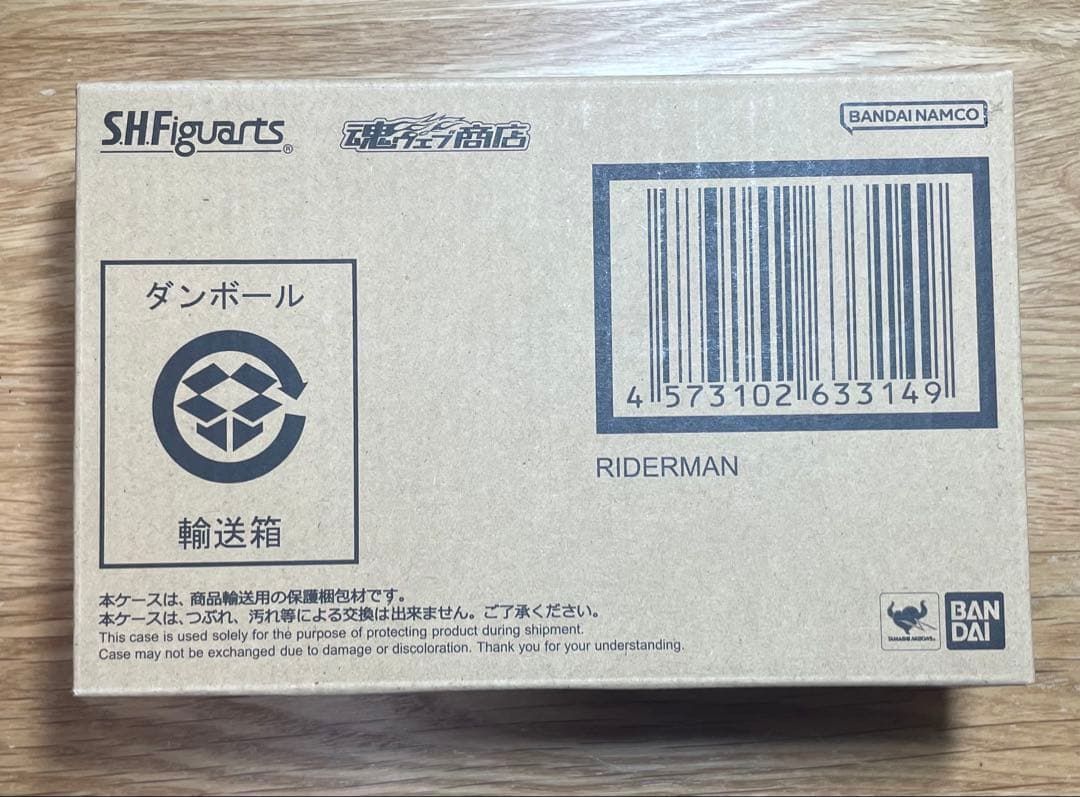 S.H.Figuarts®
魂ウェブ商店
BANDAI NAMCO
ダンボール
輸送箱
4 573102 633149
RIDERMAN
本ケースは、商品輸送用の保護梱包材です。
本ケースは、つぶれ、汚れ等による交換は出来ません。ご了承ください。
This case is used solely for the purpose of protecting product during shipment.
Case may not be exchanged due to damage or discoloration. Thank you for your understanding.
TAMASHII NATIONS
BAN
DAI